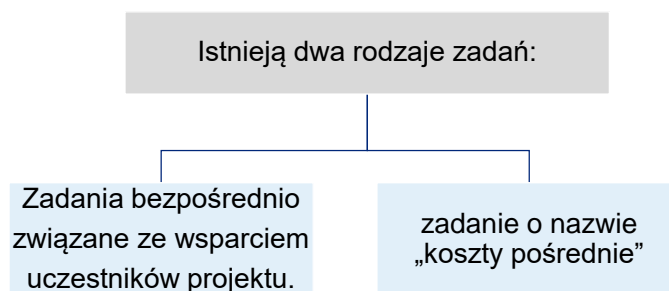 Istnieją dwa rodzaje zadań:
Zadania bezpośrednio
związane ze wsparciem
uczestników projektu.
zadanie o nazwie
„koszty pośrednie”